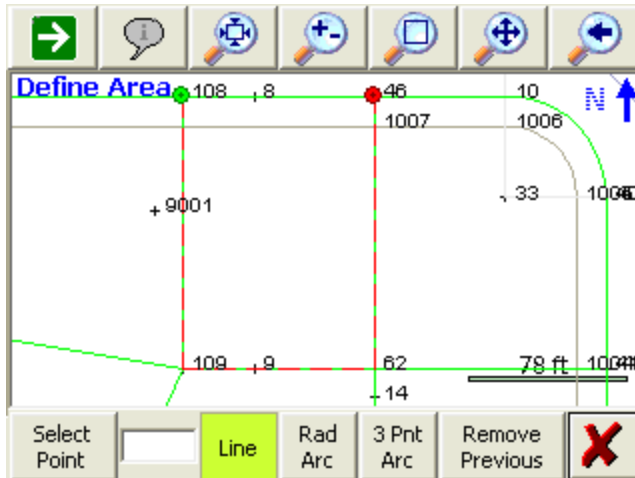 Define Area
108
8
46
10
N
1007
1006
9001
33
109
9
62
78 ft
14
Select Point
Line
Rad Arc
3 Pnt Arc
Remove Previous